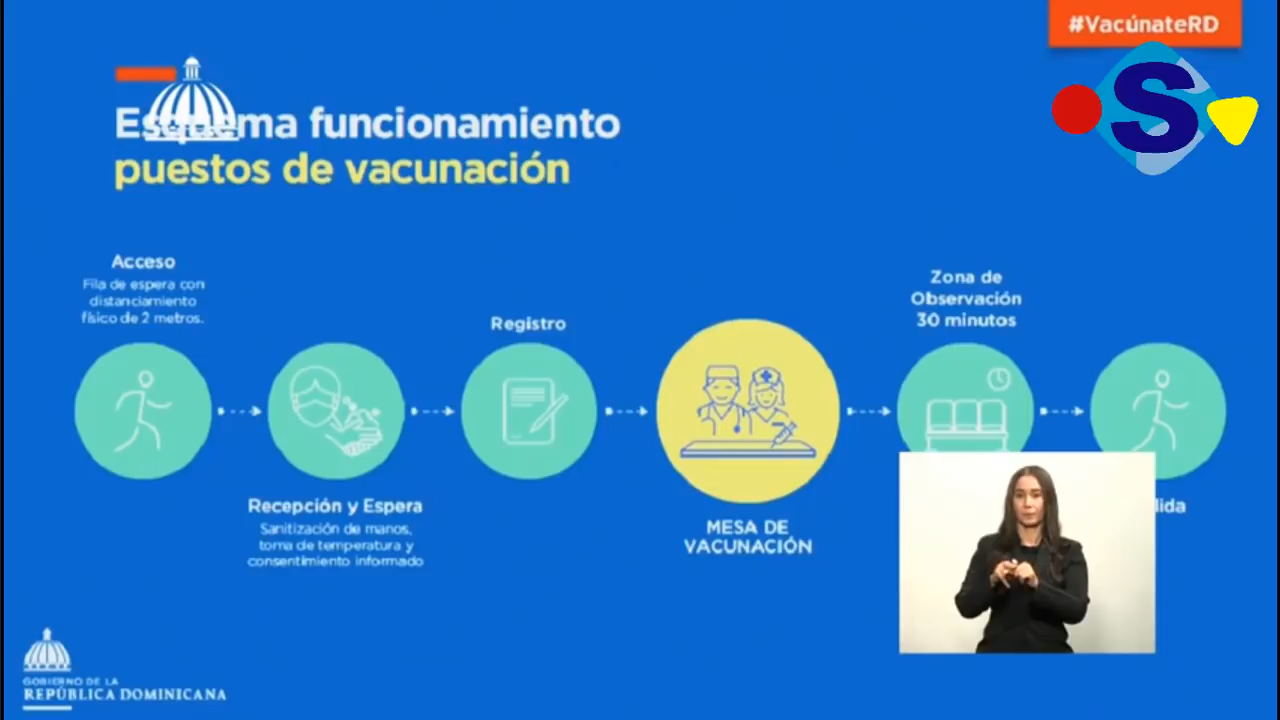 #VacúnateRD
S
Esquema funcionamiento
puestos de vacunación
Acceso
Fila de espera con
distanciamiento
físico de 2 metros.
Recepción y Espera
Sanitización de manos,
toma de temperatura y
consentimiento informado
Registro
MESA DE
VACUNACIÓN
Zona de
Observación
30 minutos
lida
GOBIERNO DE LA
REPÚBLICA DOMINICANA